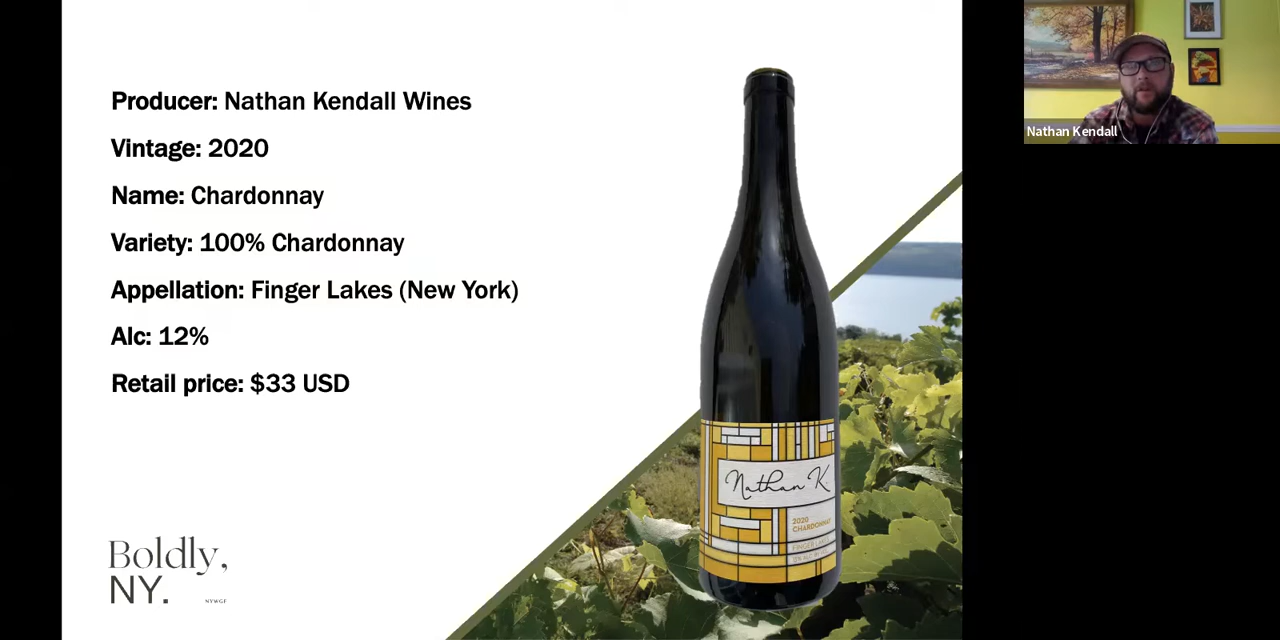 Producer: Nathan Kendall Wines
Vintage: 2020
Name: Chardonnay
Variety: 100% Chardonnay
Appellation: Finger Lakes (New York)
Alc: 12%
Retail price: $33 USD
Boldly,
NY.
NYWGF
Nathan K.
2020
CHARDONNAY
FINGER LAKES
Nathan Kendall